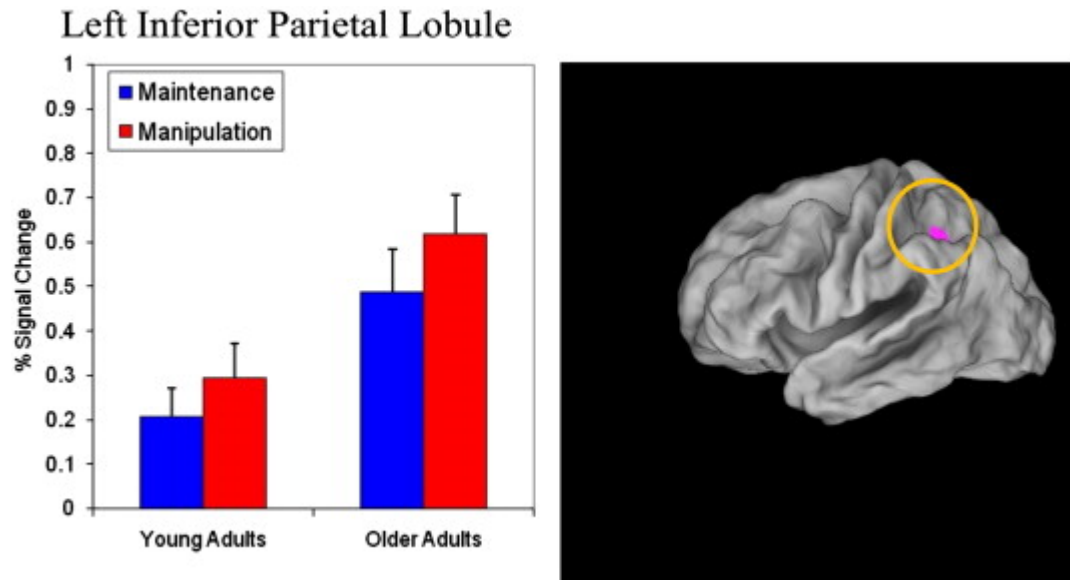 Left Inferior Parietal Lobule
1
0.9
0.8
0.7
0.6
0.5
0.4
0.3
0.2
0.1
0
% Signal Change
Maintenance
Manipulation
Young Adults
Older Adults